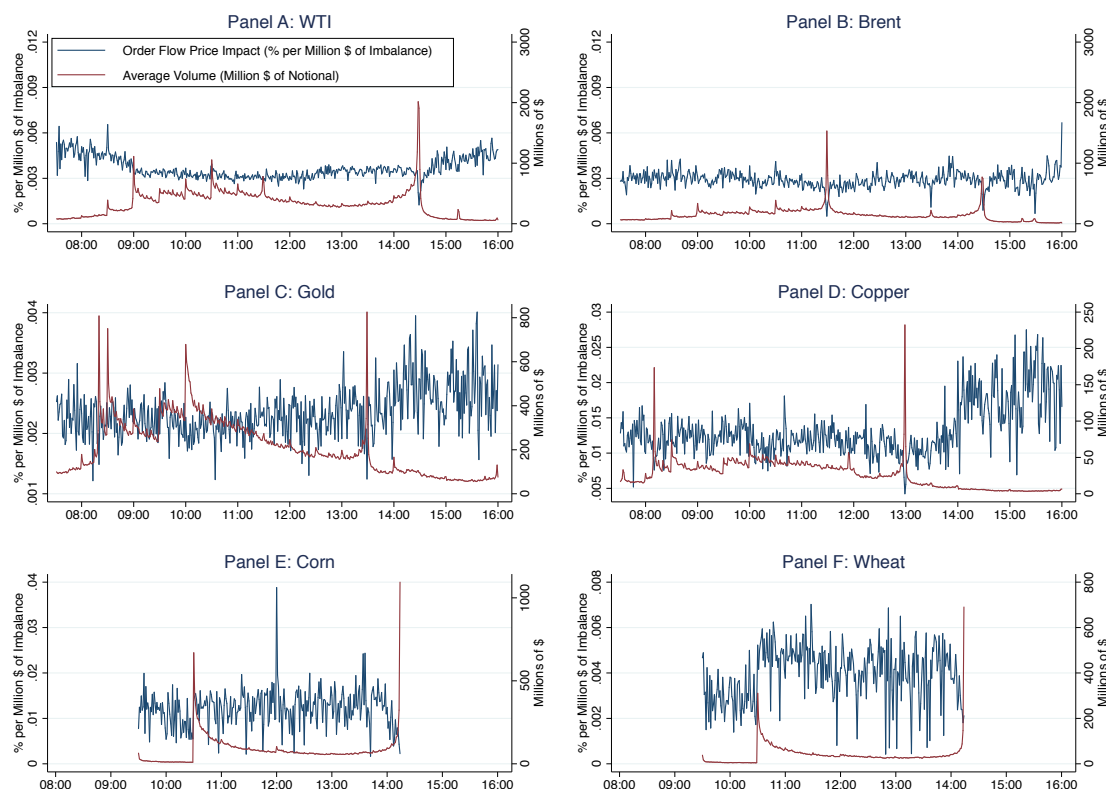 Panel A: WTI
% per Million $ of Imbalance
0 .003 .006 .009 .012
Order Flow Price Impact (% per Million $ of Imbalance)
Average Volume (Million $ of Notional)
0 1000 2000 3000
Millions of $
08:00 09:00 10:00 11:00 12:00 13:00 14:00 15:00 16:00
Panel B: Brent
% per Million $ of Imbalance
0 .003 .006 .009 .012
0 1000 2000 3000
Millions of $
08:00 09:00 10:00 11:00 12:00 13:00 14:00 15:00 16:00
Panel C: Gold
% per Million $ of Imbalance
.001 .002 .003 .004
0 200 400 600 800
Millions of $
08:00 09:00 10:00 11:00 12:00 13:00 14:00 15:00 16:00
Panel D: Copper
% per Million $ of Imbalance
.005 .01 .015 .02 .025 .03
0 50 100 150 200 250
Millions of $
08:00 09:00 10:00 11:00 12:00 13:00 14:00 15:00 16:00
Panel E: Corn
% per Million $ of Imbalance
0 .01 .02 .03 .04
0 500 1000
Millions of $
08:00 09:00 10:00 11:00 12:00 13:00 14:00 15:00 16:00
Panel F: Wheat
% per Million $ of Imbalance
0 .002 .004 .006 .008
0 200 400 600 800
Millions of $
08:00 09:00 10:00 11:00 12:00 13:00 14:00 15:00 16:00